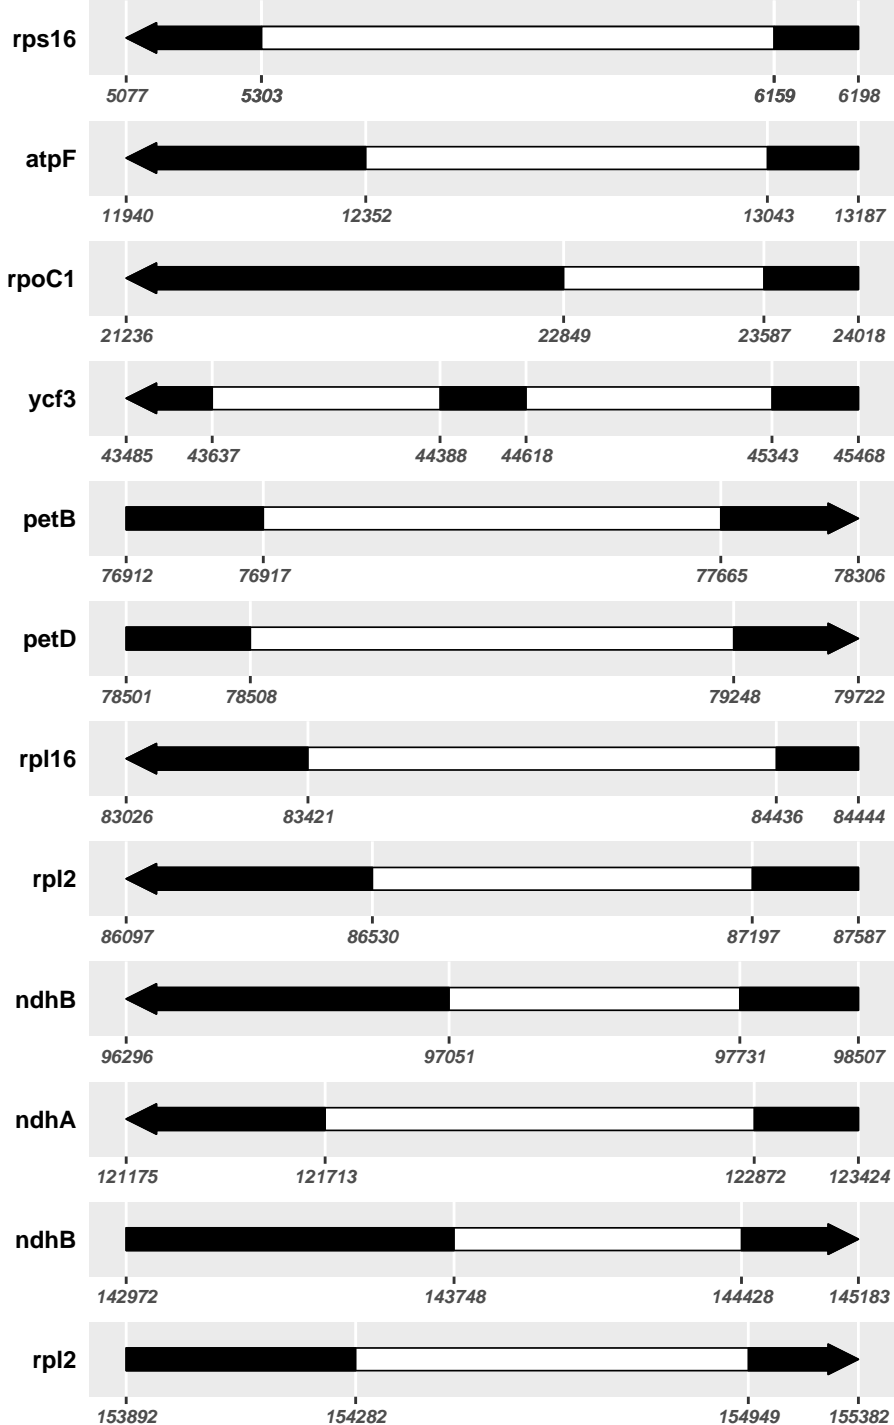 rps16
5077 5303 6159 6198
atpF
11940 12352 13043 13187
rpoC1
21236 22849 23587 24018
ycf3
43485 43637 44388 44618 45343 45468
petB
76912 76917 77665 78306
petD
78501 78508 79248 79722
rpl16
83026 83421 84436 84444
rpl2
86097 86530 87197 87587
ndhB
96296 97051 97731 98507
ndhA
121175 121713 122872 123424
ndhB
142972 143748 144428 145183
rpl2
153892 154282 154949 155382